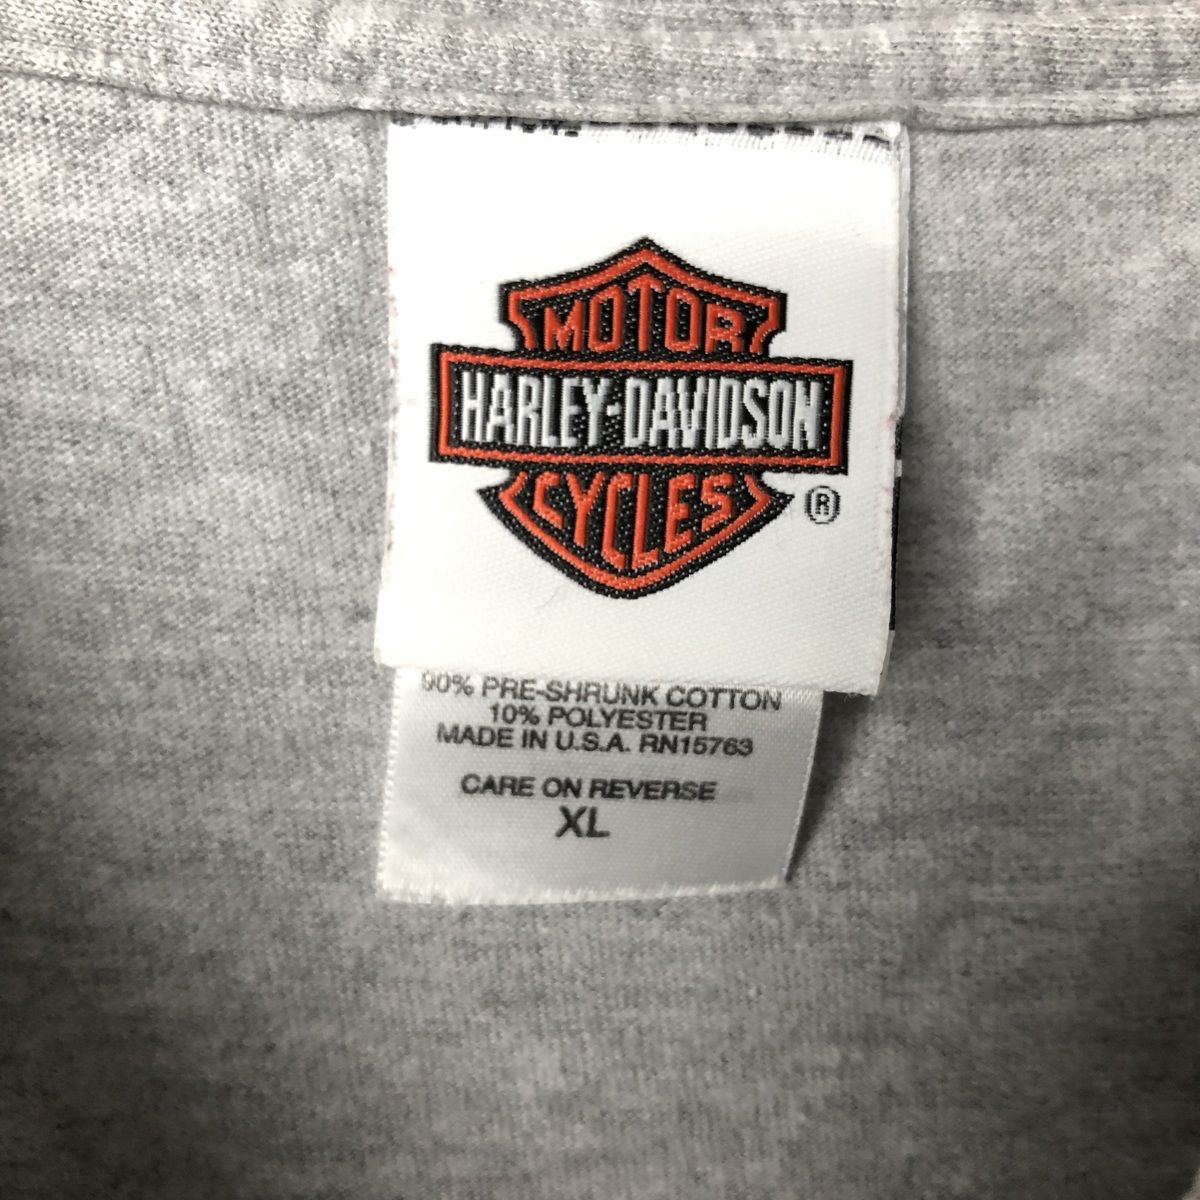 MOTOR
HARLEY-DAVIDSON
CYCLES
®
90% PRE-SHRUNK COTTON
10% POLYESTER
MADE IN U.S.A. RN15763
CARE ON REVERSE
XL